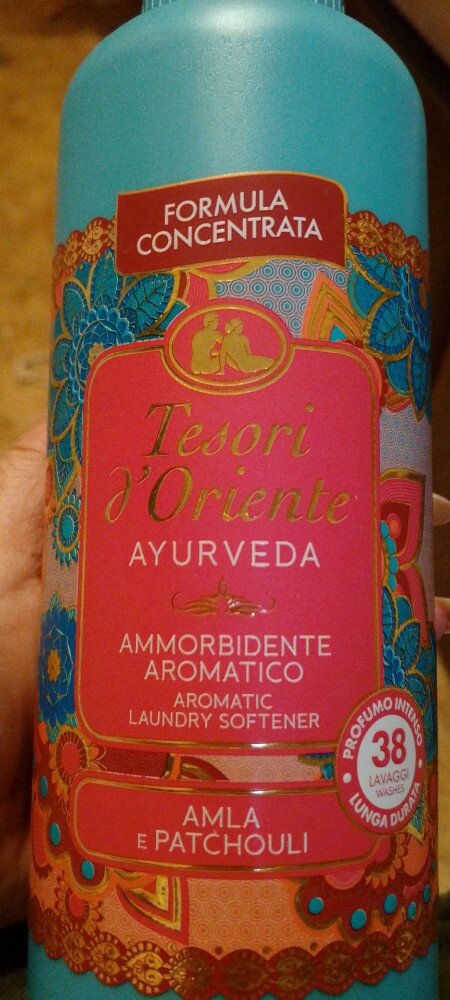 FORMULA
CONCENTRATA
Tesori
d'Oriente
AYURVEDA
AMMORBIDENTE
AROMATICO
AROMATIC
LAUNDRY SOFTENER
PROFUMO INTENSO
38
LAVAGGI
WASHES
LUNGA DURATA
AMLA
E PATCHOULI